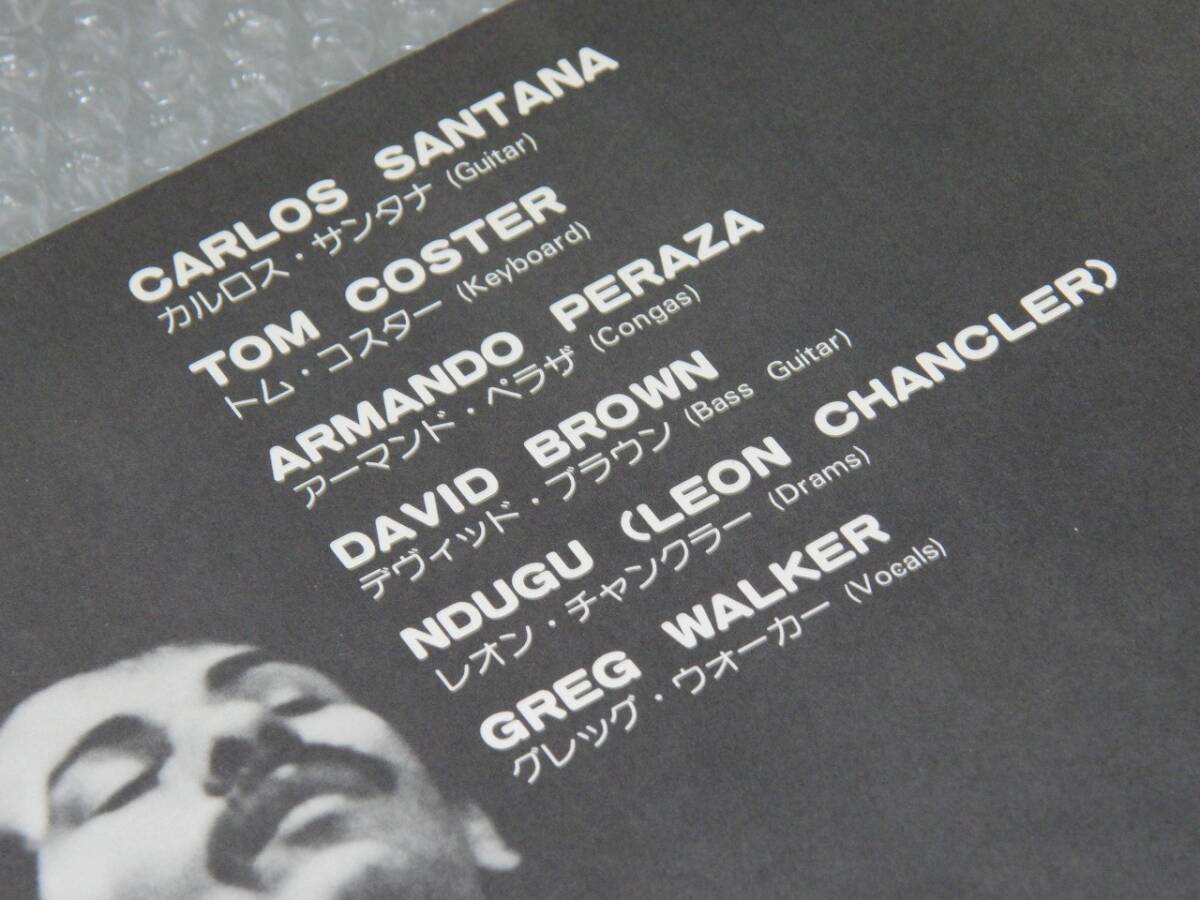 CARLOS SANTANA
カルロス・サンタナ (Guitar)
TOM COSTER
トム・コスター (Keyboard)
ARMANDO PERAZA
アーマンド・ペラザ (Congas)
DAVID BROWN
デヴィッド・ブラウン (Bass Guitar)
NDUGU (LEON CHANCLER)
レオン・チャンクラー (Drams)
GREG WALKER
グレッグ・ウォーカー (Vocals)